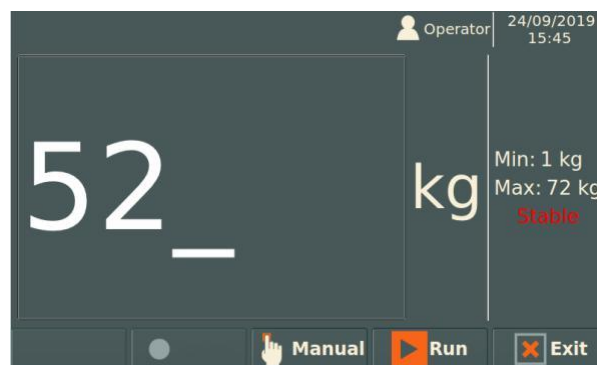 Operator
24/09/2019
15:45
52_
kg
Min: 1 kg
Max: 72 kg
Stable
Manual
Run
Exit